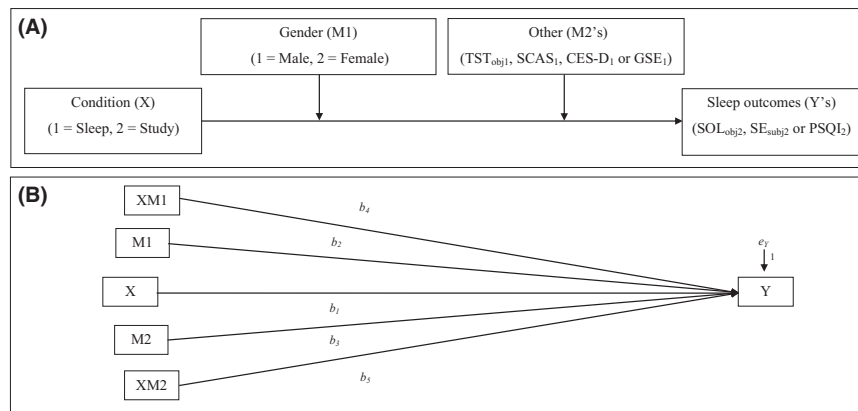 (A)
Gender (M1)
(1 = Male, 2 = Female)
Other (M2's)
(TSTobj1, SCAS1, CES-D1 or GSE1)
Condition (X)
(1 = Sleep, 2 = Study)
Sleep outcomes (Y's)
(SOLobj2, SEsubj2 or PSQI2)
(B)
XM1
b4
M1
b2
eY
1
X
Y
b1
M2
b3
XM2
b5